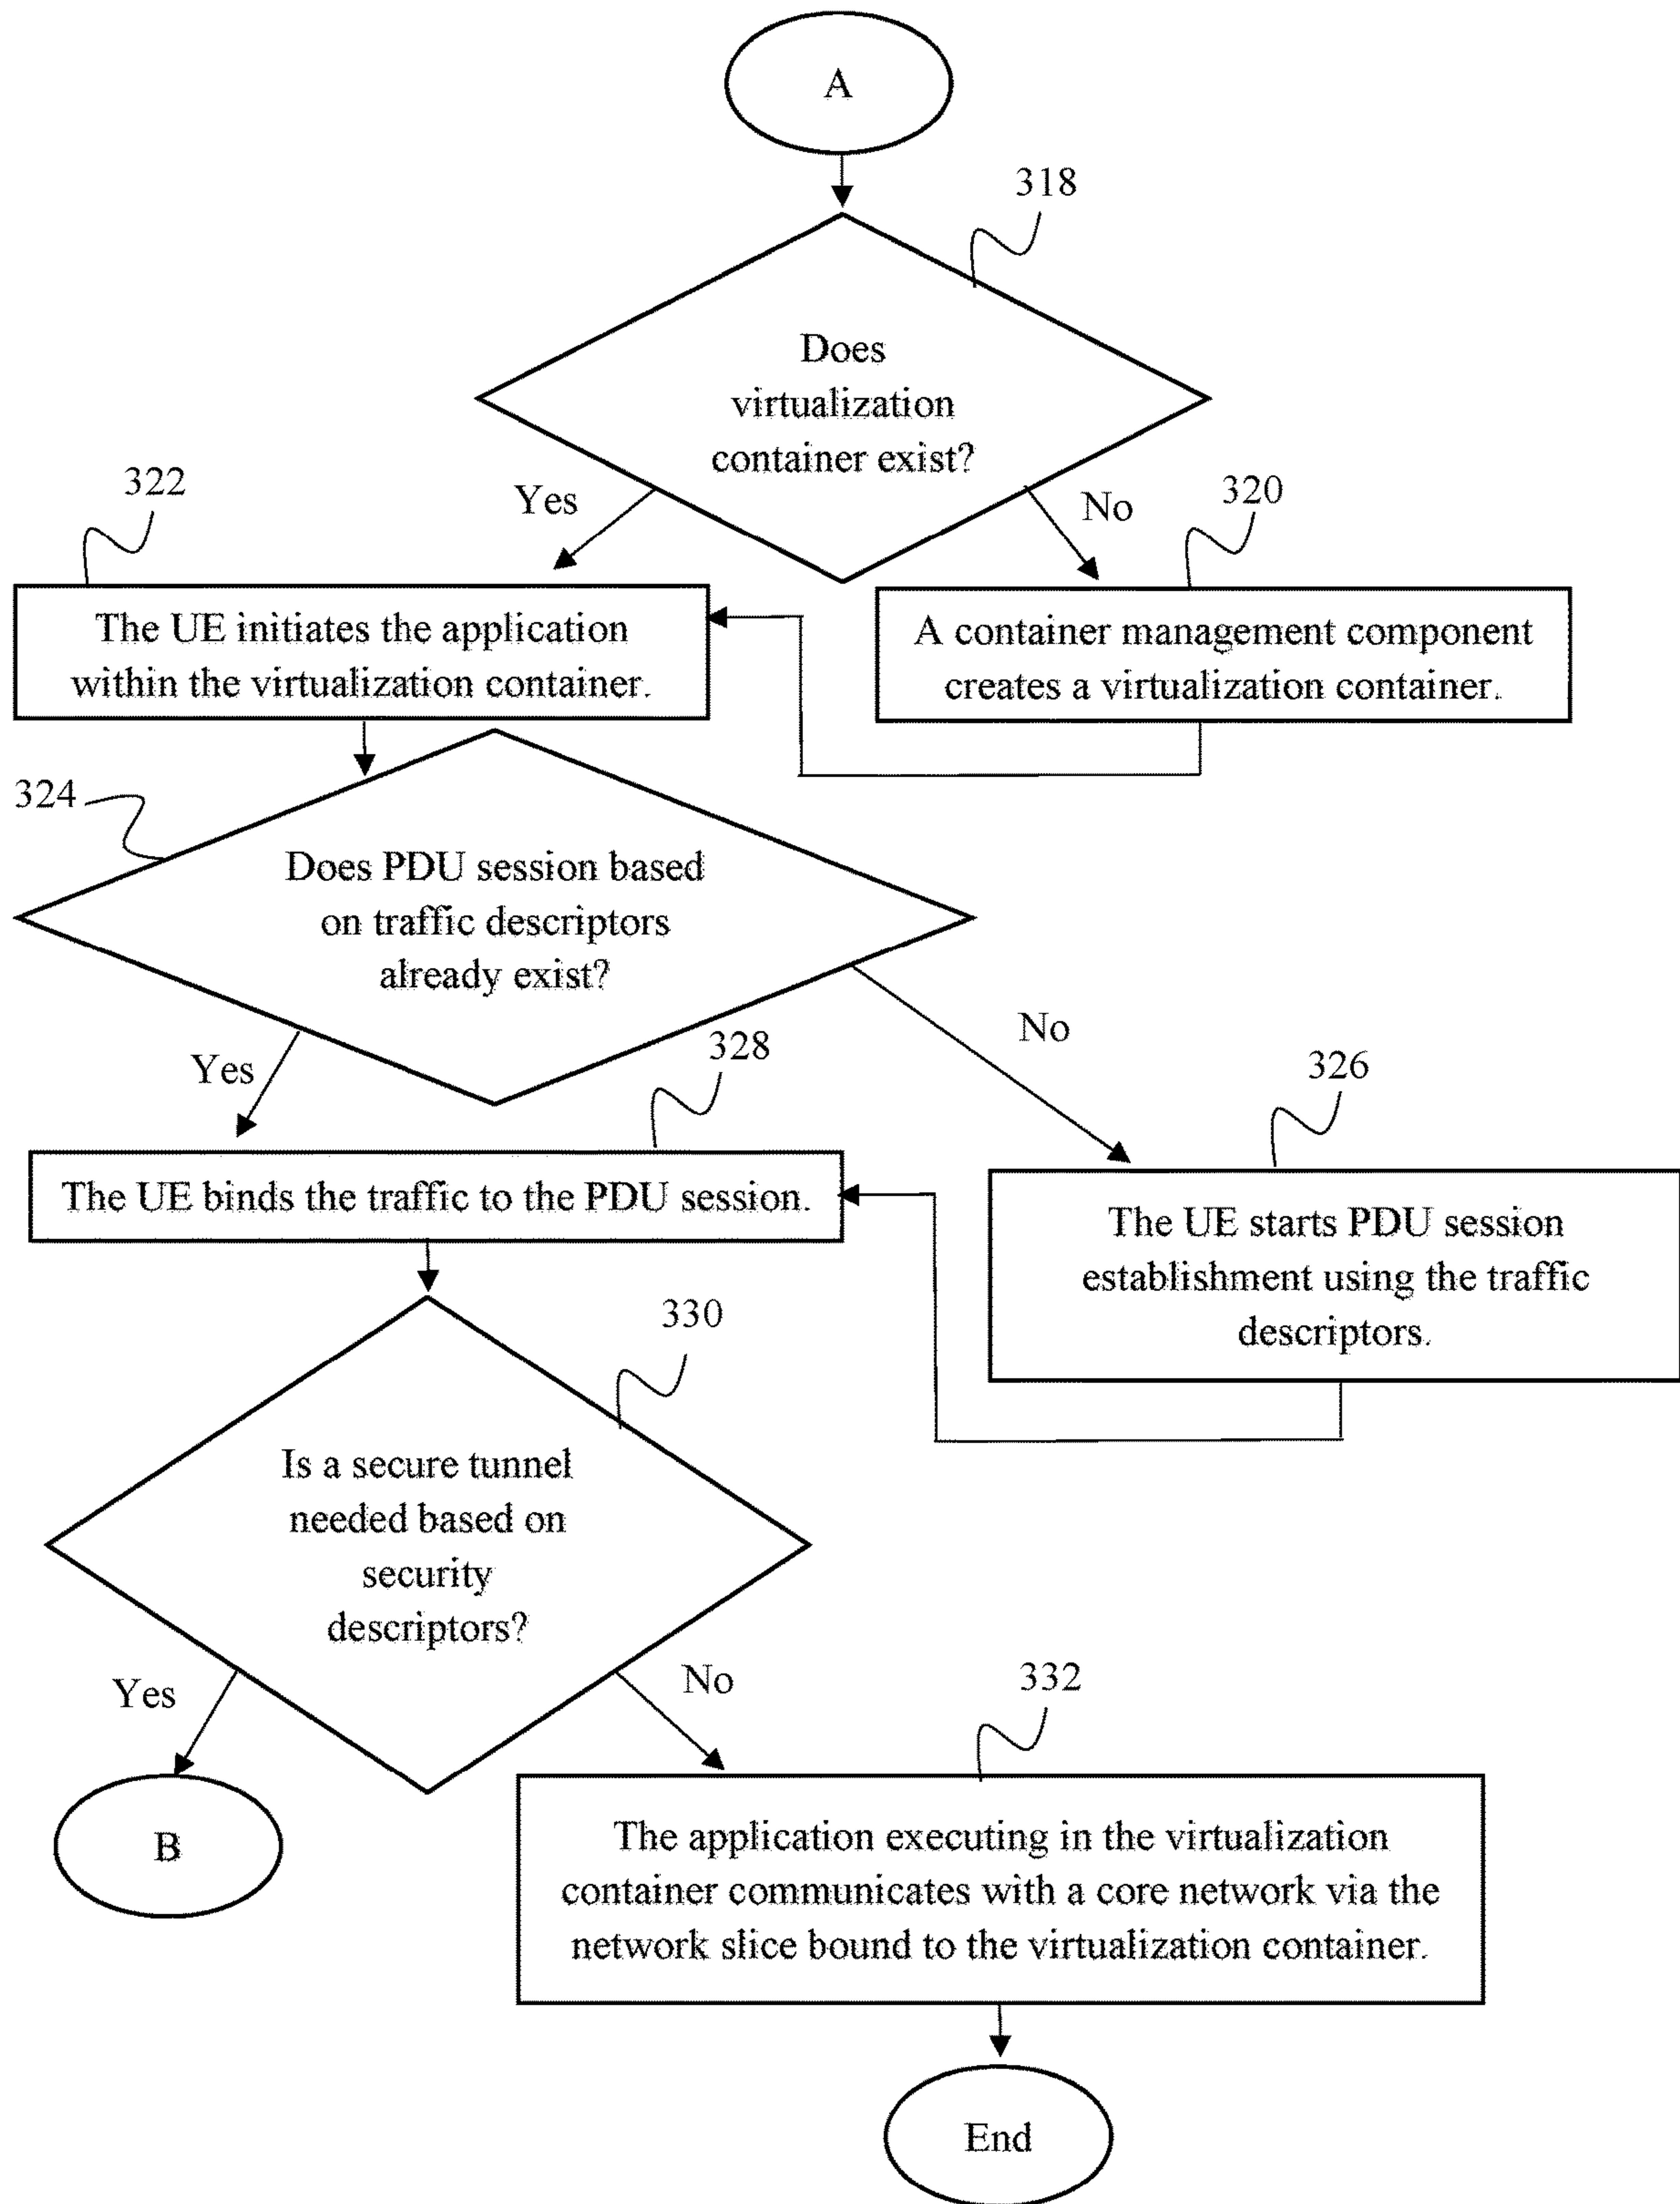 A
318
Does
virtualization
container exist?
322
Yes
No
320
The UE initiates the application
within the virtualization container.
A container management component
creates a virtualization container.
324
Does PDU session based
on traffic descriptors
already exist?
Yes
328
No
326
The UE binds the traffic to the PDU session.
The UE starts PDU session
establishment using the traffic
descriptors.
330
Is a secure tunnel
needed based on
security
descriptors?
Yes
No
332
B
The application executing in the virtualization
container communicates with a core network via the
network slice bound to the virtualization container.
End